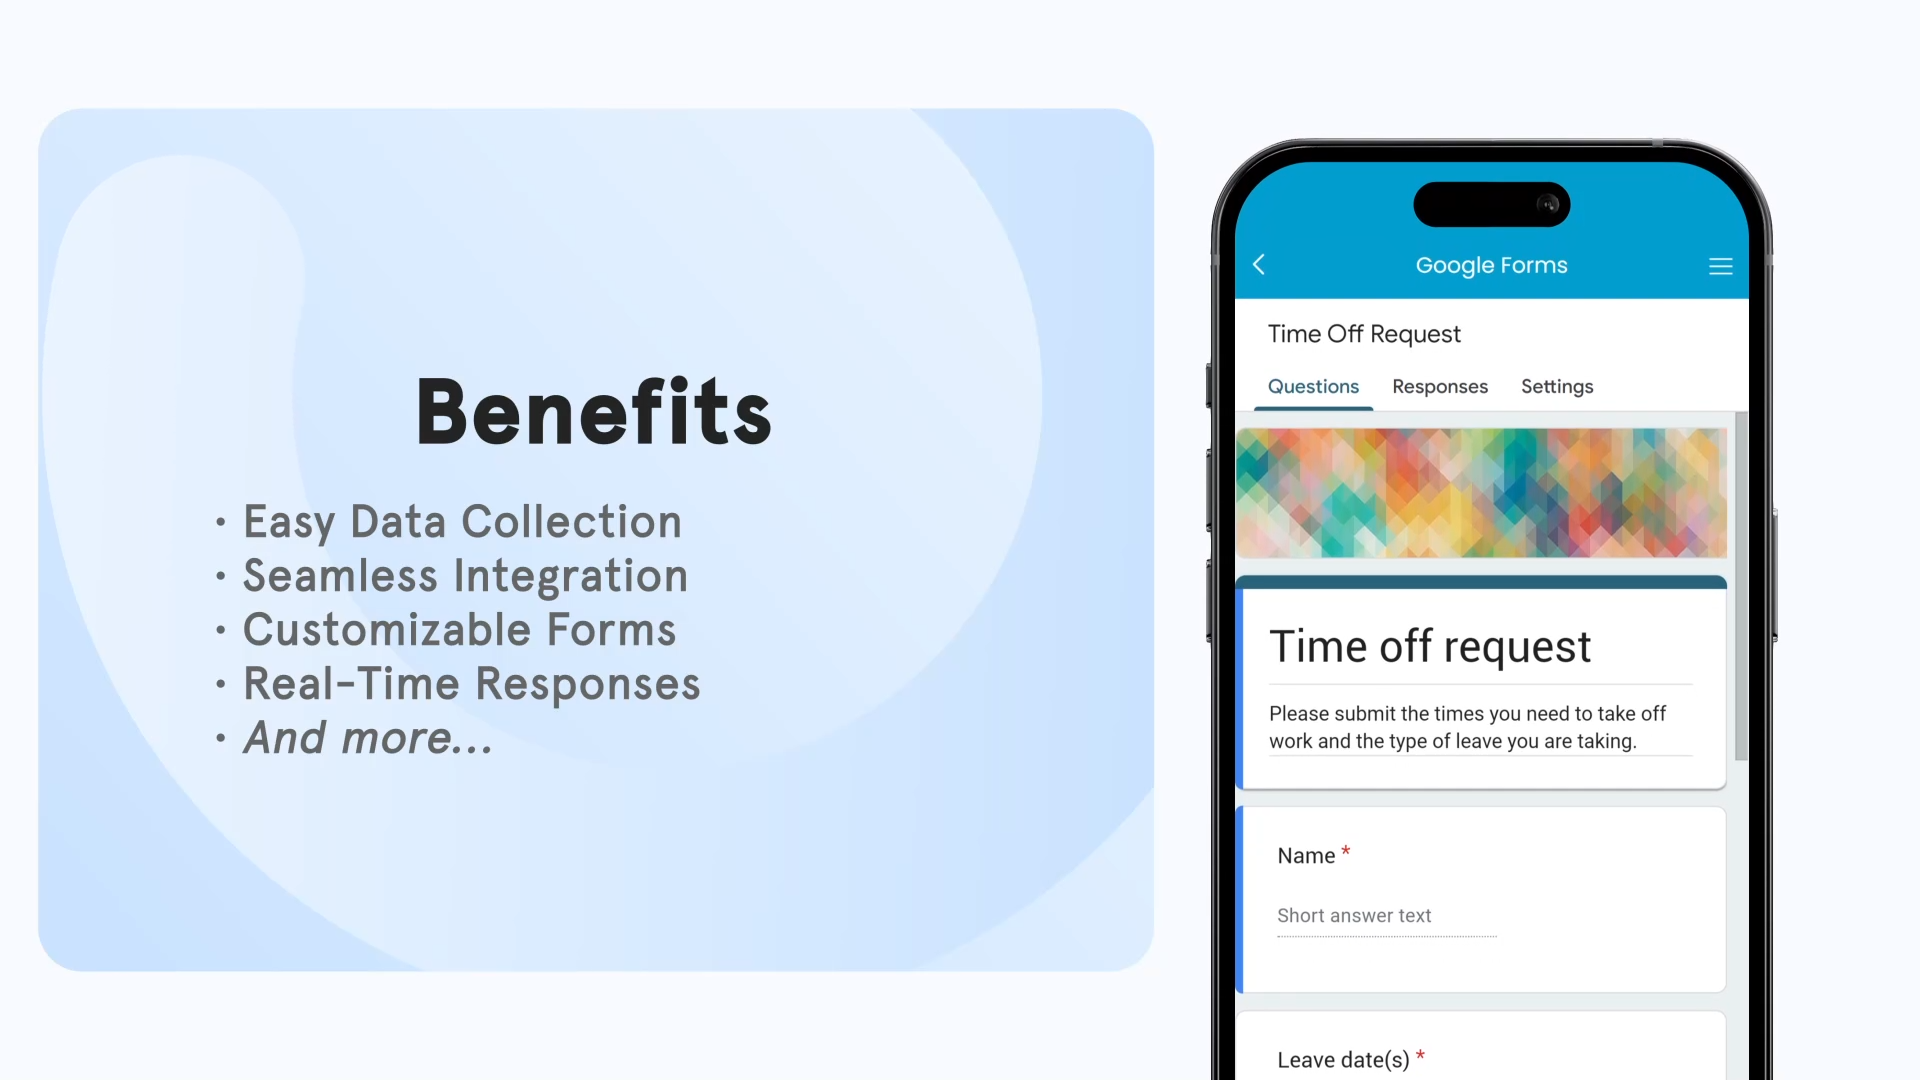 Benefits
• Easy Data Collection
• Seamless Integration
• Customizable Forms
• Real-Time Responses
• And more...
Google Forms
Time Off Request
Questions Responses Settings
Time off request
Please submit the times you need to take off
work and the type of leave you are taking.
Name *
Short answer text
Leave date(s) *